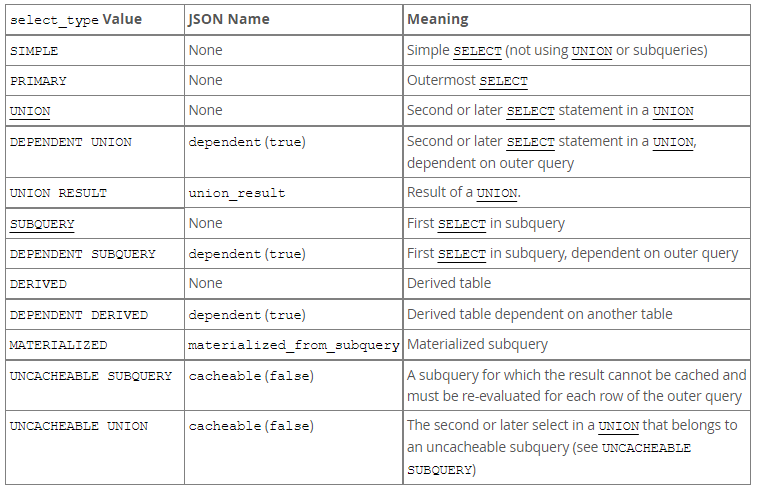 select_type Value JSON Name Meaning
SIMPLE None Simple SELECT (not using UNION or subqueries)
PRIMARY None Outermost SELECT
UNION None Second or later SELECT statement in a UNION
DEPENDENT UNION dependent (true) Second or later SELECT statement in a UNION,
dependent on outer query
UNION RESULT union_result Result of a UNION.
SUBQUERY None First SELECT in subquery
DEPENDENT SUBQUERY dependent (true) First SELECT in subquery, dependent on outer query
DERIVED None Derived table
DEPENDENT DERIVED dependent (true) Derived table dependent on another table
MATERIALIZED materialized_from_subquery Materialized subquery
UNCACHEABLE SUBQUERY cacheable (false) A subquery for which the result cannot be cached and
must be re-evaluated for each row of the outer query
UNCACHEABLE UNION cacheable (false) The second or later select in a UNION that belongs to
an uncacheable subquery (see UNCACHEABLE
SUBQUERY)